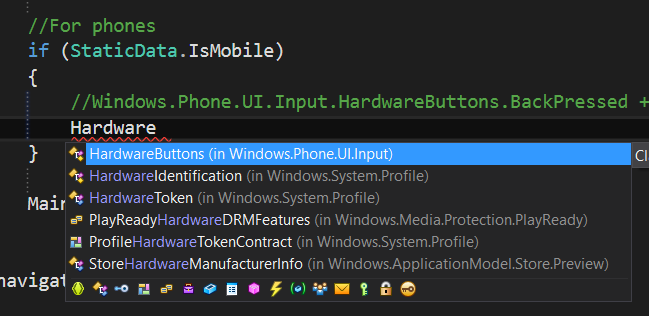 //For phones
if (StaticData.IsMobile)
{
//Windows.Phone.UI.Input.HardwareButtons.BackPressed +
Hardware
}
HardwareButtons (in Windows.Phone.UI.Input)
Cl
HardwareIdentification (in Windows.System.Profile)
HardwareToken (in Windows.System.Profile)
Main
PlayReadyHardwareDRMFeatures (in Windows.Media.Protection.PlayReady)
ProfileHardwareTokenContract (in Windows.System.Profile)
StoreHardwareManufacturerInfo (in Windows.ApplicationModel.Store.Preview)
navigat